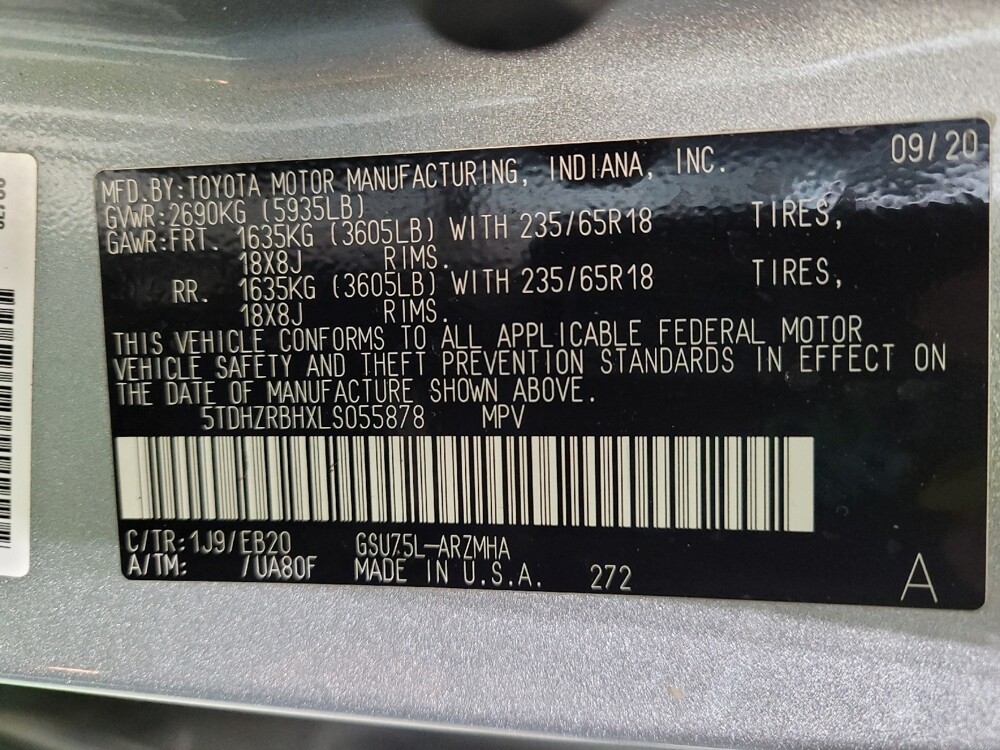 09/20
MFD.BY:TOYOTA MOTOR MANUFACTURING, INDIANA, INC.
GVWR:2690KG (5935LB)
GAWR:FRT. 1635KG (3605LB) WITH 235/65R18 TIRES,
18X8J RIMS.
RR. 1635KG (3605LB) WITH 235/65R18 TIRES,
18X8J RIMS.
THIS VEHICLE CONFORMS TO ALL APPLICABLE FEDERAL MOTOR
VEHICLE SAFETY AND THEFT PREVENTION STANDARDS IN EFFECT ON
THE DATE OF MANUFACTURE SHOWN ABOVE.
5TDHZRBHXLS055878 MPV
C/TR:1J9/EB20 GSU75L-ARZMHA
A/TM: /UA80F MADE IN U.S.A. 272
A